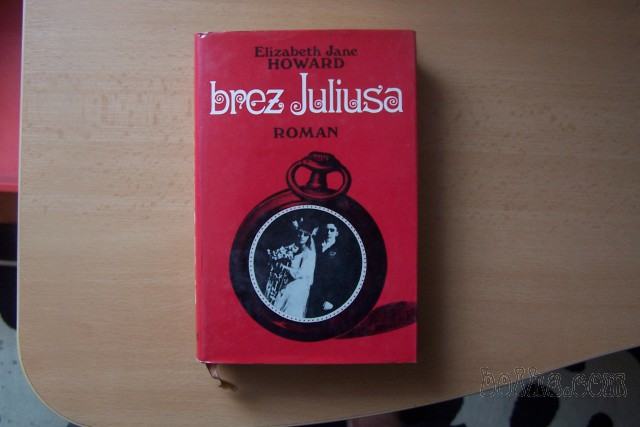 Elizabeth Jane
HOWARD
brez Juliusa
ROMAN
bolha.com